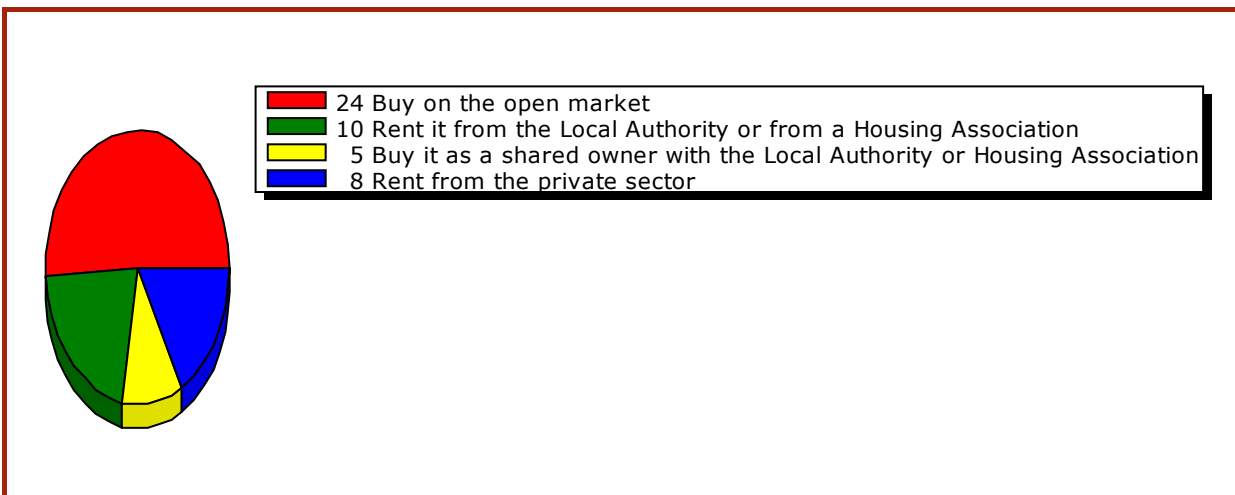 24 Buy on the open market
10 Rent it from the Local Authority or from a Housing Association
5 Buy it as a shared owner with the Local Authority or Housing Association
8 Rent from the private sector